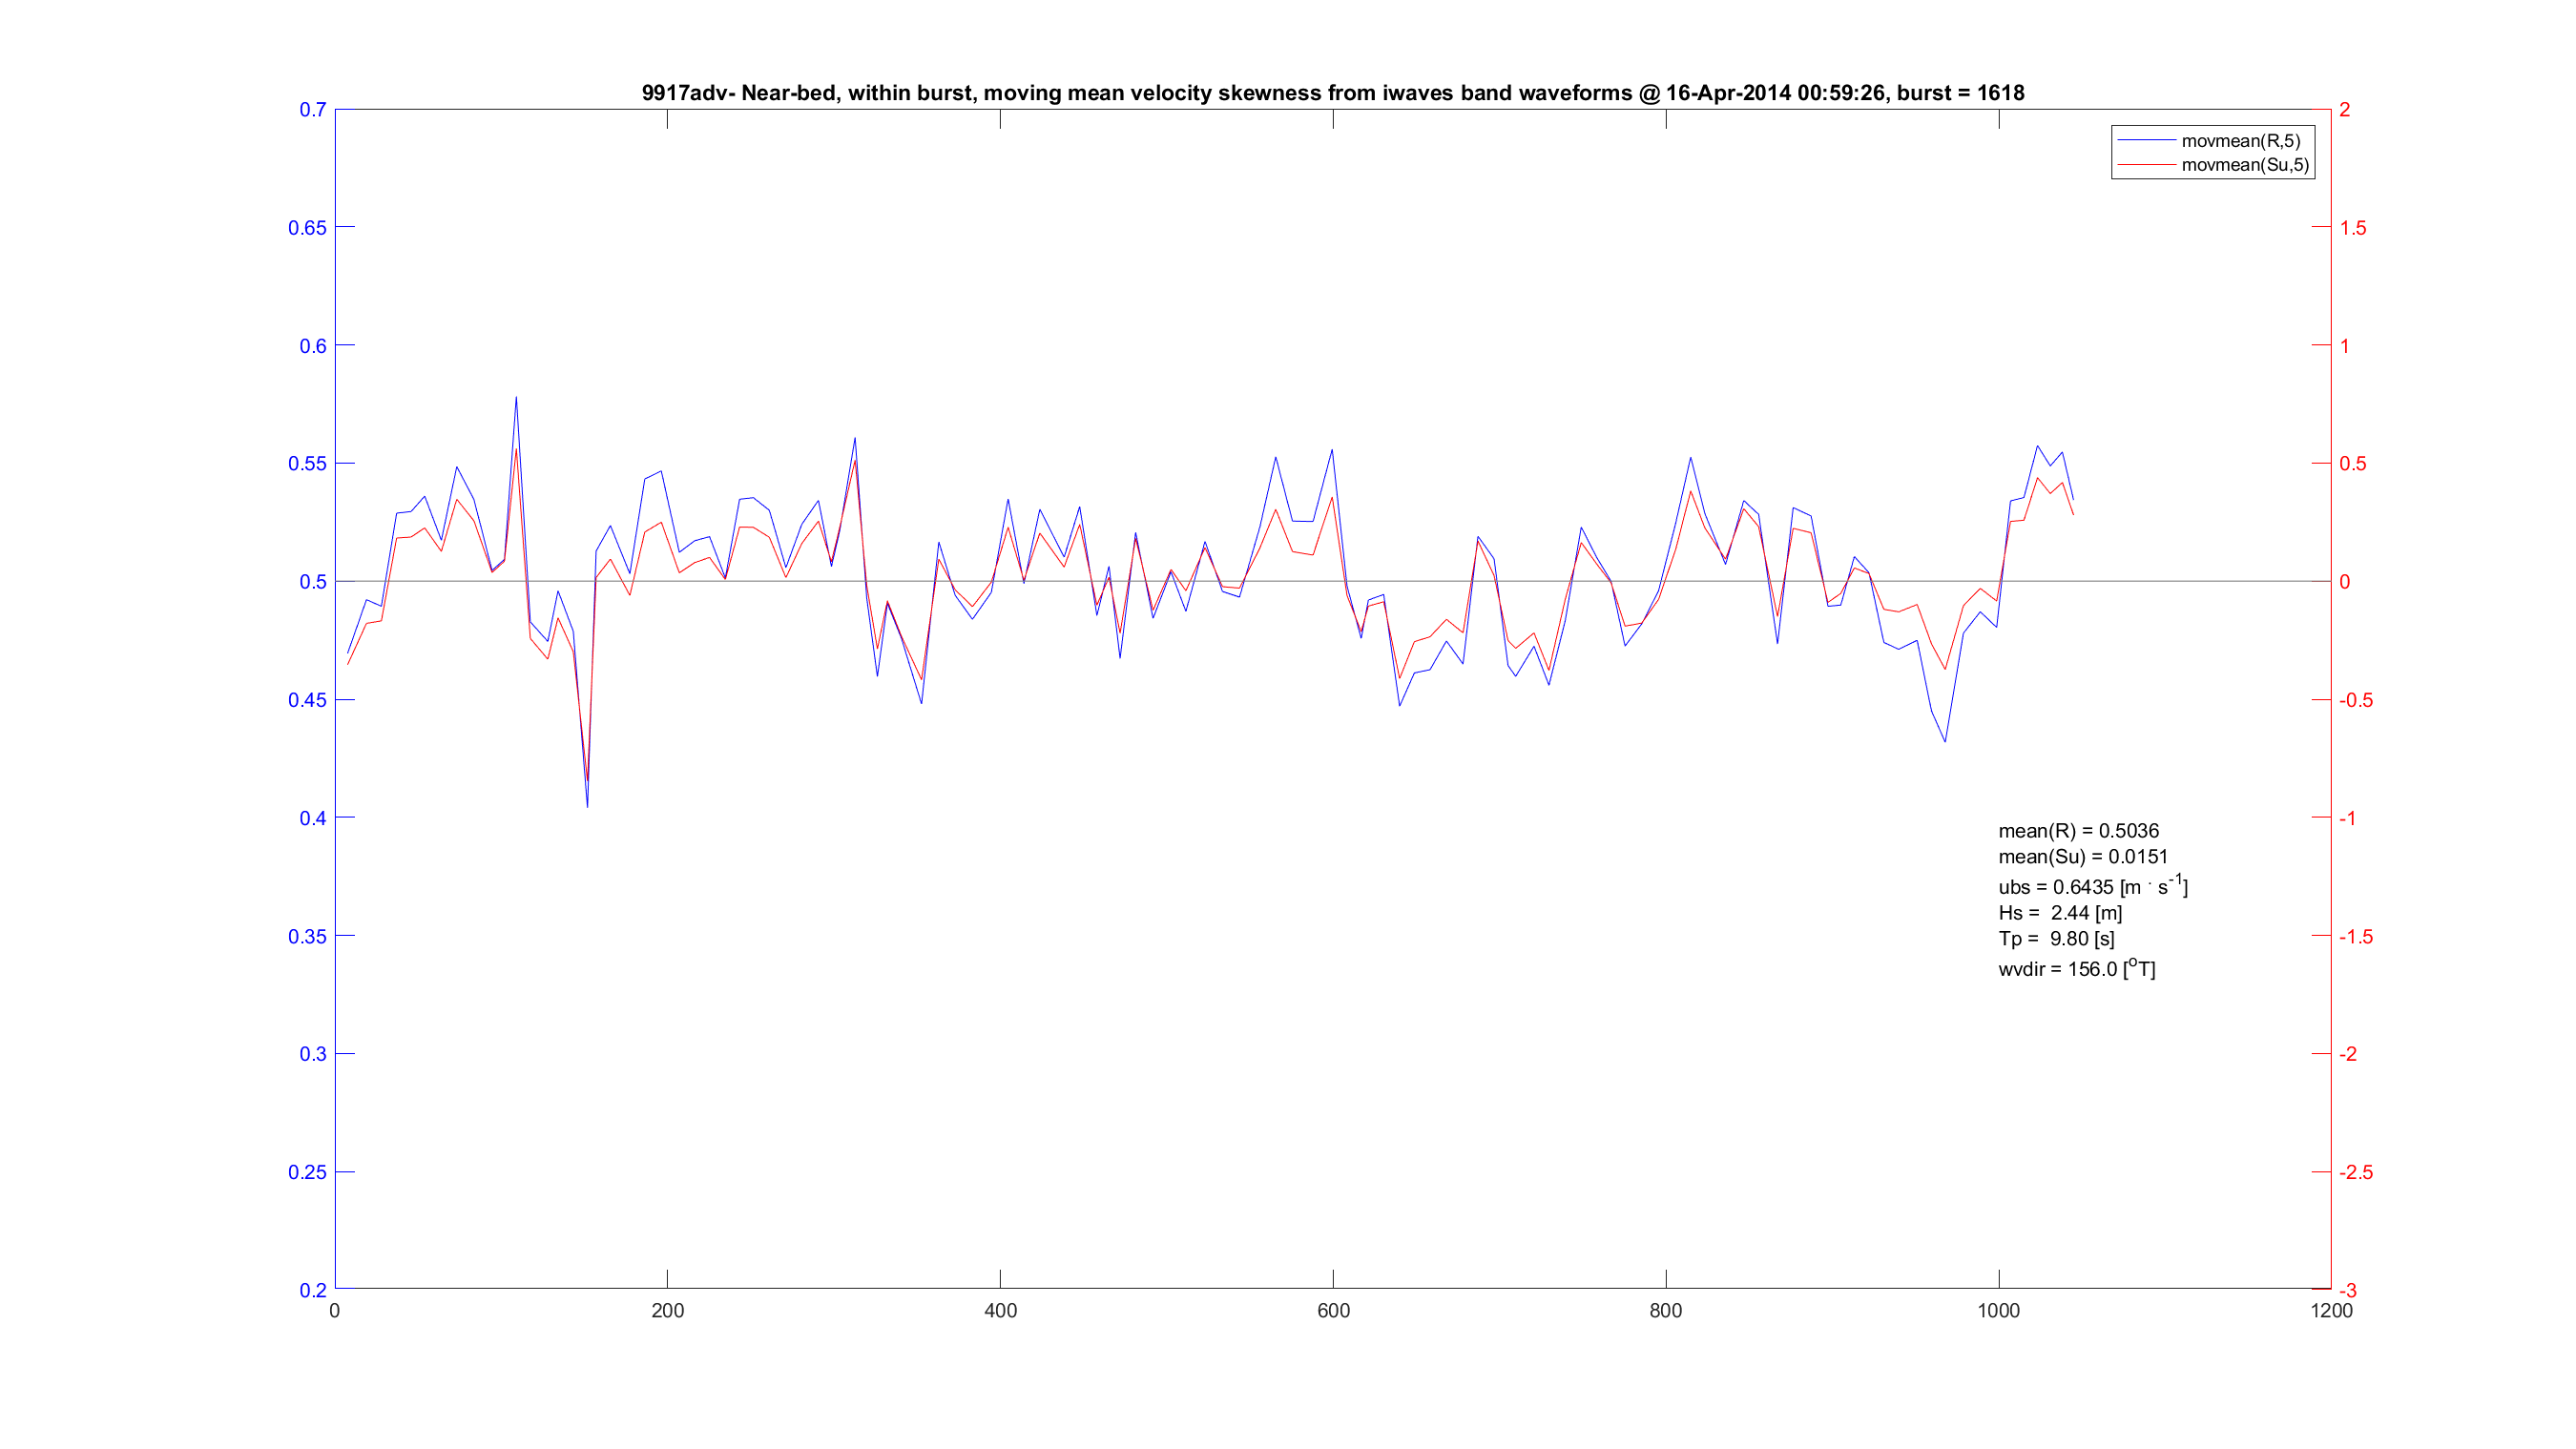 9917adv- Near-bed, within burst, moving mean velocity skewness from iwaves band waveforms @ 16-Apr-2014 00:59:26, burst = 1618
0.7
0.65
0.6
0.55
0.5
0.45
0.4
0.35
0.3
0.25
0.2
2
1.5
1
0.5
0
-0.5
-1
-1.5
-2
-2.5
-3
movmean(R,5)
movmean(Su,5)
mean(R) = 0.5036
mean(Su) = 0.0151
ubs = 0.6435 [m · s⁻¹]
Hs = 2.44 [m]
Tp = 9.80 [s]
wvdir = 156.0 [°T]
0 200 400 600 800 1000 1200